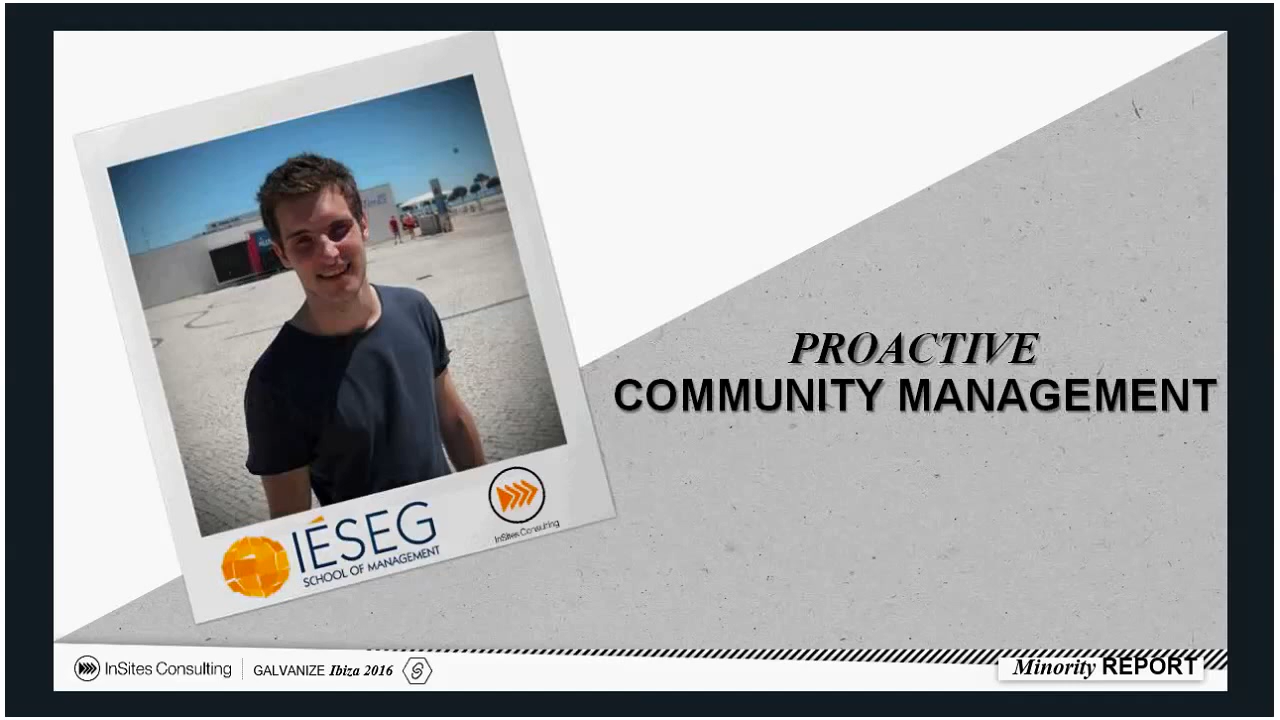 PROACTIVE
COMMUNITY MANAGEMENT
IÉSEG
SCHOOL OF MANAGEMENT
InSites Consulting
InSites Consulting
GALVANIZE Ibiza 2016
Minority REPORT